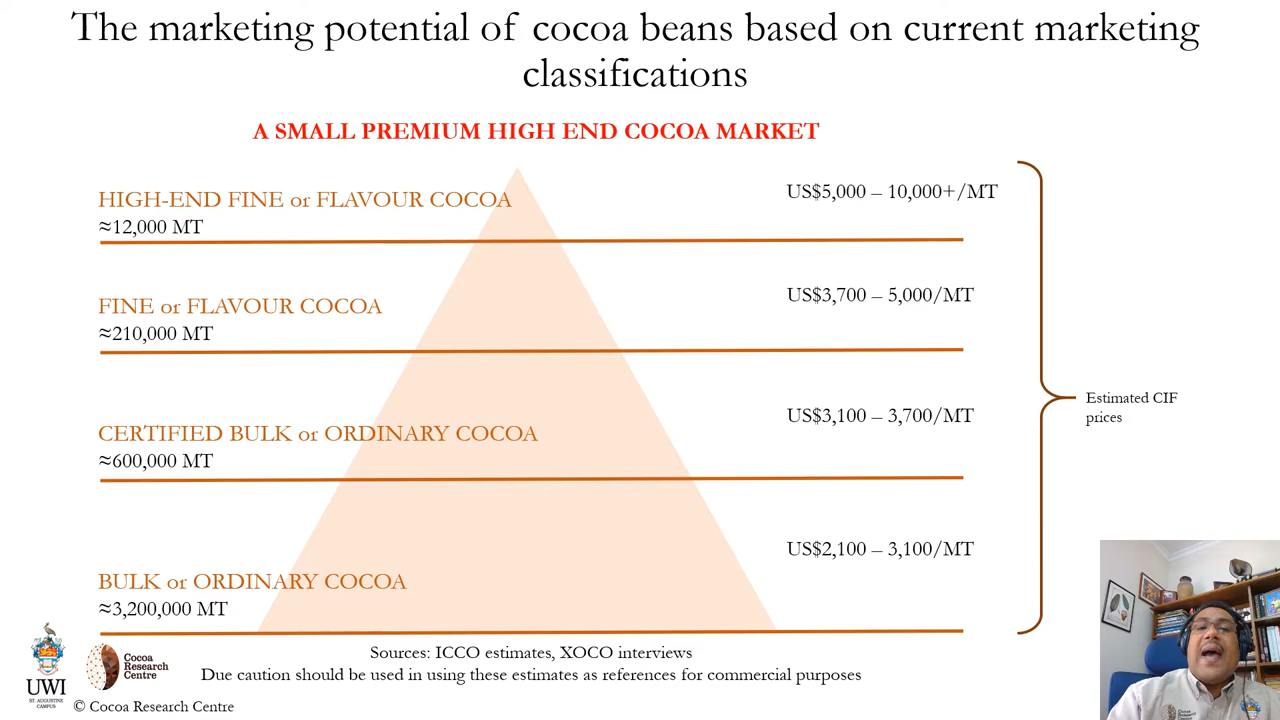 The marketing potential of cocoa beans based on current marketing
classifications
A SMALL PREMIUM HIGH END COCOA MARKET
HIGH-END FINE or FLAVOUR COCOA
≈12,000 MT
US$5,000 – 10,000+/MT
FINE or FLAVOUR COCOA
≈210,000 MT
US$3,700 – 5,000/MT
CERTIFIED BULK or ORDINARY COCOA
≈600,000 MT
US$3,100 – 3,700/MT
Estimated CIF
prices
BULK or ORDINARY COCOA
≈3,200,000 MT
US$2,100 – 3,100/MT
Sources: ICCO estimates, XOCO interviews
Due caution should be used in using these estimates as references for commercial purposes
UWI
ST. AUGUSTINE
CAMPUS
Cocoa
Research
Centre
© Cocoa Research Centre